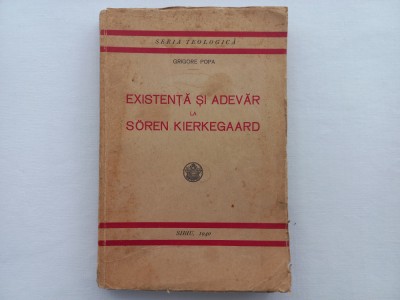 SERIA TEOLOGICĂ
GRIGORE POPA
EXISTENȚĂ ȘI ADEVĂR
LA
SÖREN KIERKEGAARD
SIBIU, 1940